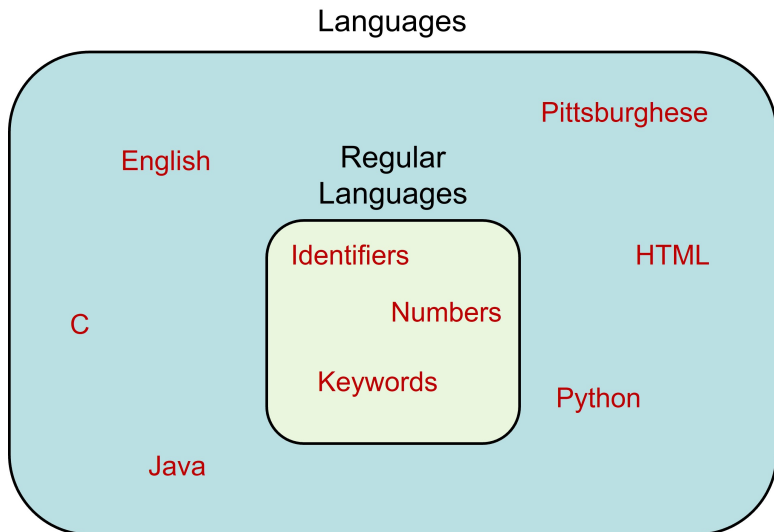 Languages
Pittsburghese
English
Regular
Languages
Identifiers
HTML
Numbers
C
Keywords
Python
Java